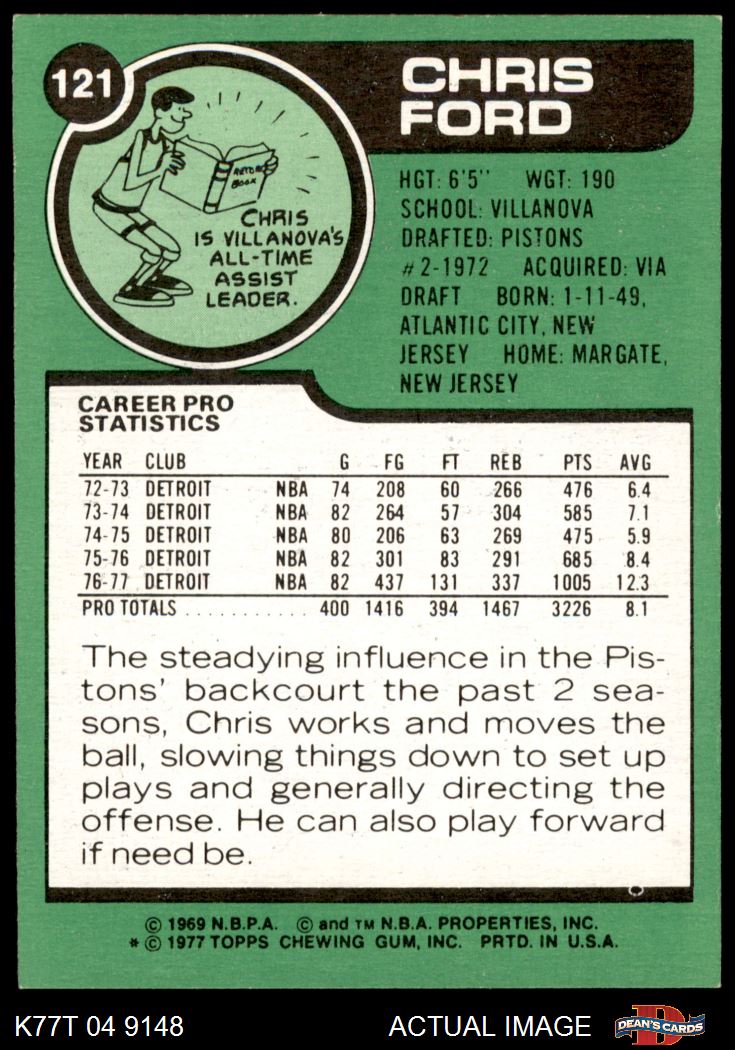 121
CHRIS
FORD
RECORD
BOOK
CHRIS
IS VILLANOVA'S
ALL-TIME
ASSIST
LEADER.
HGT: 6'5" WGT: 190
SCHOOL: VILLANOVA
DRAFTED: PISTONS
#2-1972 ACQUIRED: VIA
DRAFT BORN: 1-11-49,
ATLANTIC CITY, NEW
JERSEY HOME: MARGATE,
NEW JERSEY
CAREER PRO
STATISTICS
YEAR CLUB G FG FT REB PTS AVG
72-73 DETROIT NBA 74 208 60 266 476 6.4
73-74 DETROIT NBA 82 264 57 304 585 7.1
74-75 DETROIT NBA 80 206 63 269 475 5.9
75-76 DETROIT NBA 82 301 83 291 685 8.4
76-77 DETROIT NBA 82 437 131 337 1005 12.3
PRO TOTALS . . . . . . . . . . . 400 1416 394 1467 3226 8.1
The steadying influence in the Pis-
tons' backcourt the past 2 sea-
sons, Chris works and moves the
ball, slowing things down to set up
plays and generally directing the
offense. He can also play forward
if need be.
© 1969 N.B.P.A. © and TM N.B.A. PROPERTIES, INC.
* © 1977 TOPPS CHEWING GUM, INC. PRTD. IN U.S.A.
K77T 04 9148 ACTUAL IMAGE
DEAN'S CARDS